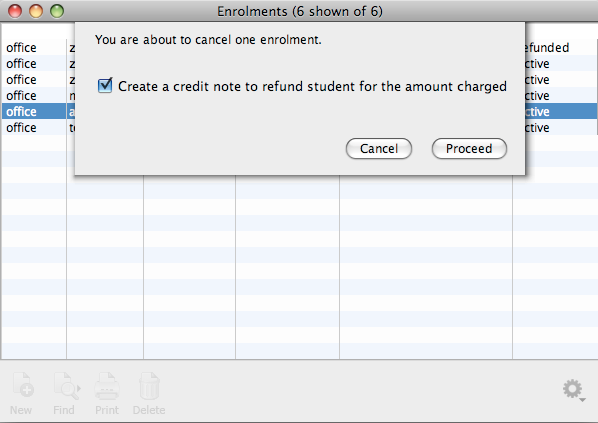 Enrolments (6 shown of 6)
You are about to cancel one enrolment.
Create a credit note to refund student for the amount charged
Cancel Proceed
office z efunded
office z ctive
office z ctive
office ctive
office a ctive
office t ctive
New Find Print Delete